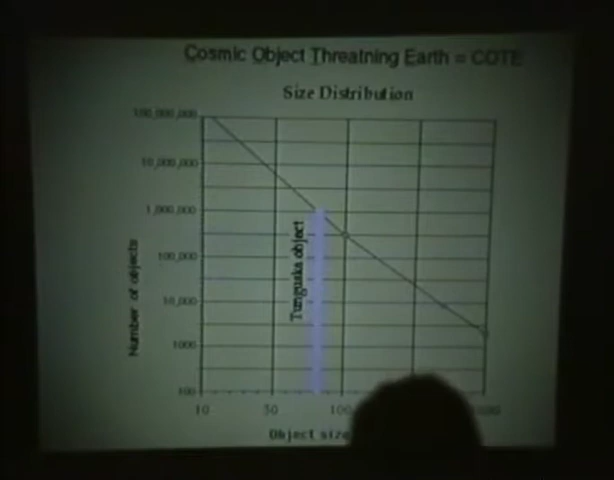 Cosmic Object Threatning Earth = COTE
Size Distribution
100,000,000
10,000,000
1,000,000
100,000
10,000
1000
100
Number of objects
Tunguska object
10
100
Object size